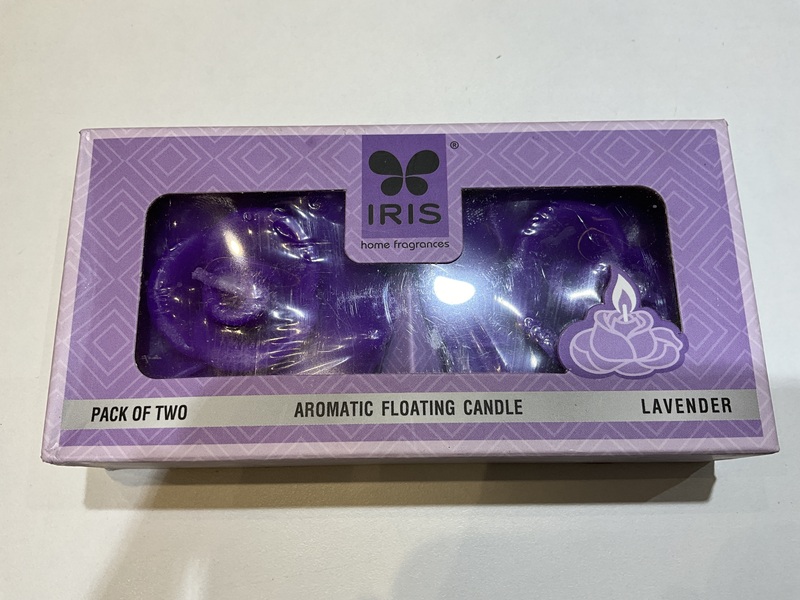 ®
IRIS
home fragrances
PACK OF TWO
AROMATIC FLOATING CANDLE
LAVENDER